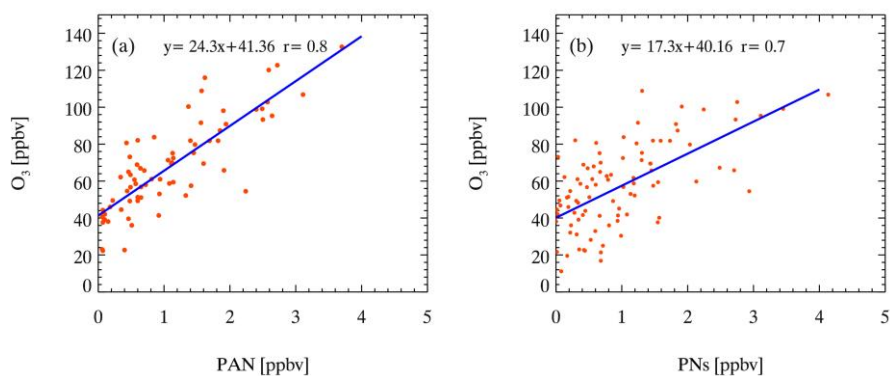 (a) y= 24.3x+41.36 r= 0.8
140
120
100
80
60
40
20
0
O₃ [ppbv]
0 1 2 3 4 5
PAN [ppbv]
(b) y= 17.3x+40.16 r= 0.7
140
120
100
80
60
40
20
0
O₃ [ppbv]
0 1 2 3 4 5
PNs [ppbv]